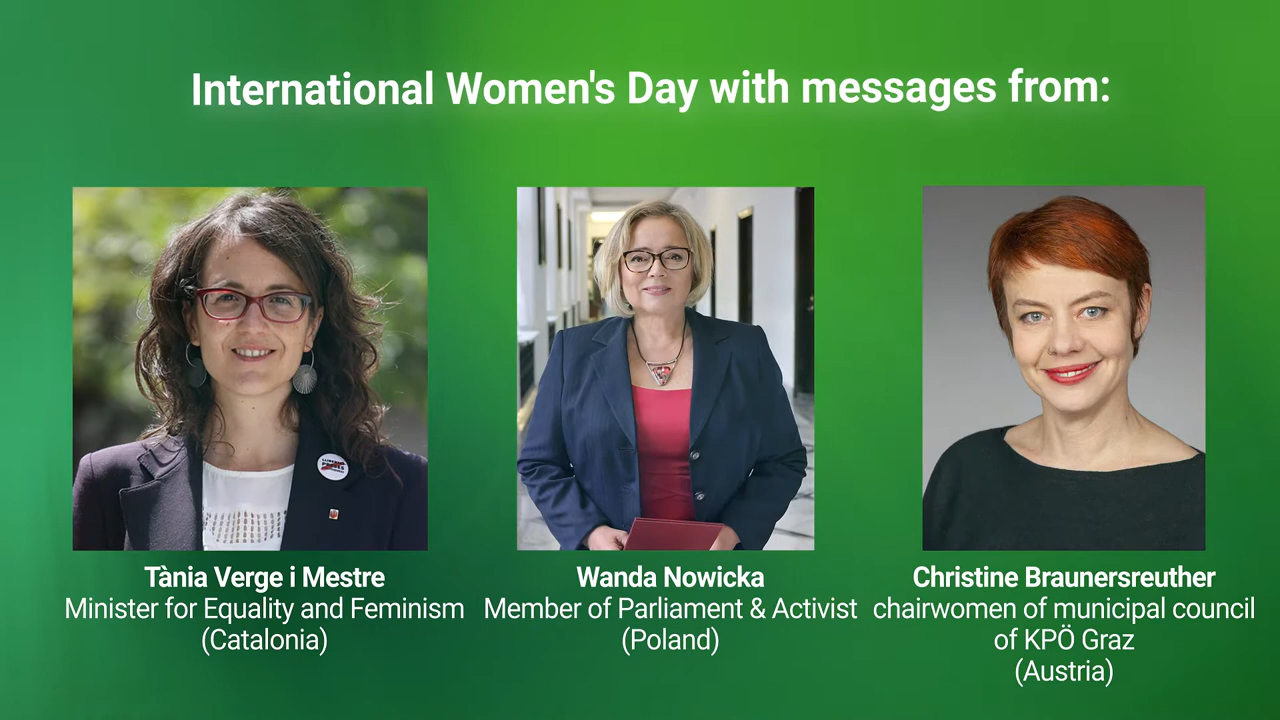 International Women's Day with messages from:
Tània Verge i Mestre
Minister for Equality and Feminism
(Catalonia)
Wanda Nowicka
Member of Parliament & Activist
(Poland)
Christine Braunersreuther
chairwomen of municipal council
of KPÖ Graz
(Austria)